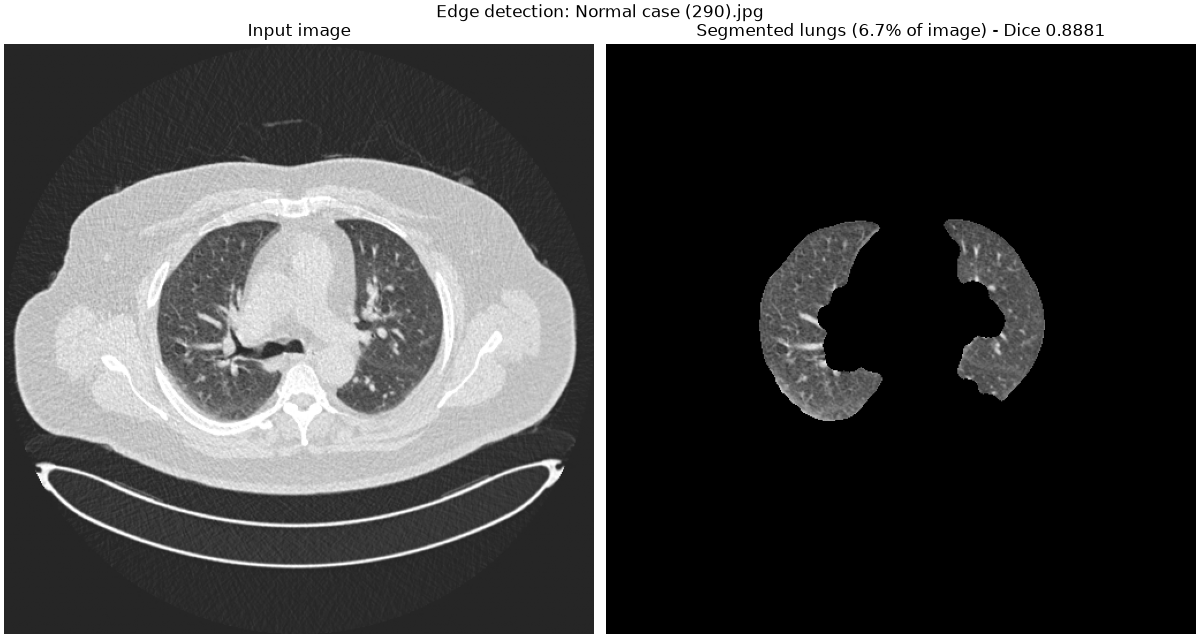 Edge detection: Normal case (290).jpg
Input image
Segmented lungs (6.7% of image) - Dice 0.8881